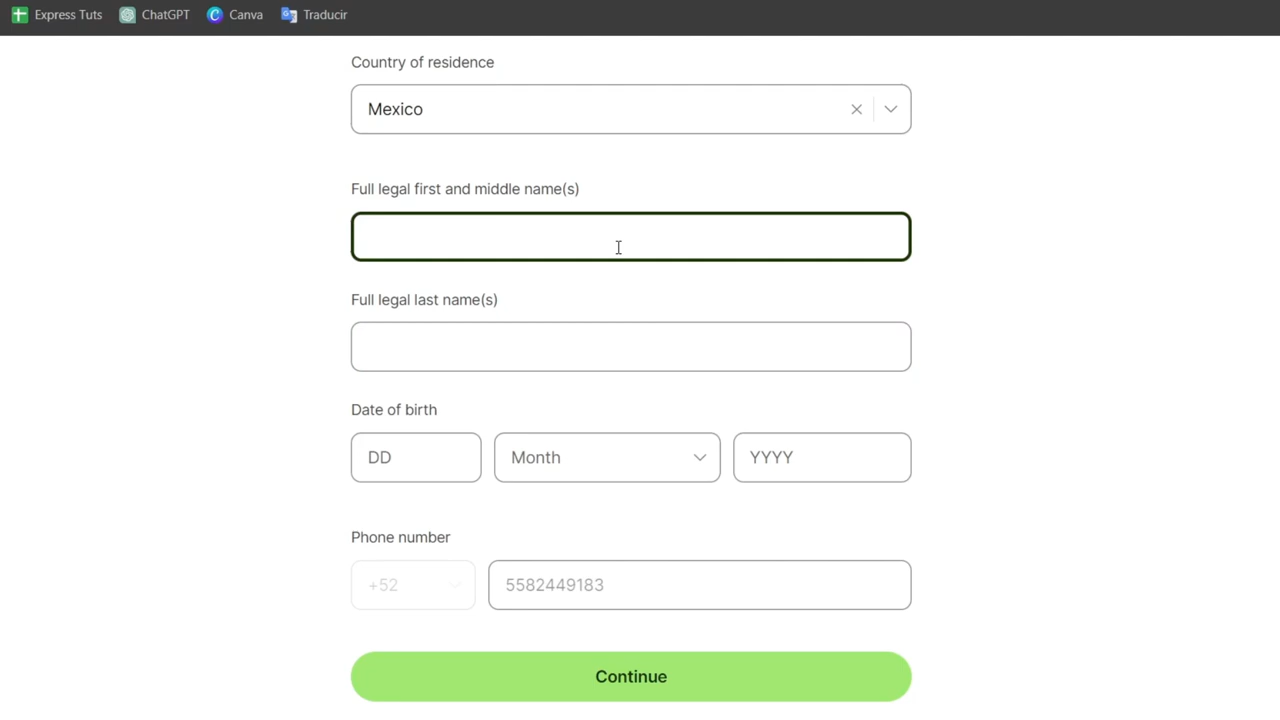 Express Tuts ChatGPT Canva Traducir
Country of residence
Mexico
Full legal first and middle name(s)
Full legal last name(s)
Date of birth
DD Month YYYY
Phone number
+52 5582449183
Continue